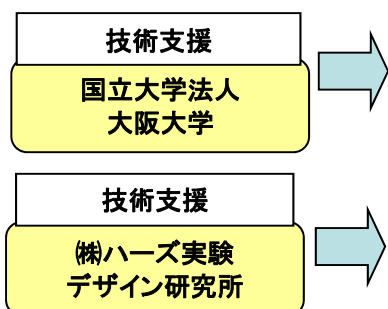 技術支援
国立大学法人
大阪大学
技術支援
㈱ハーズ実験
デザイン研究所